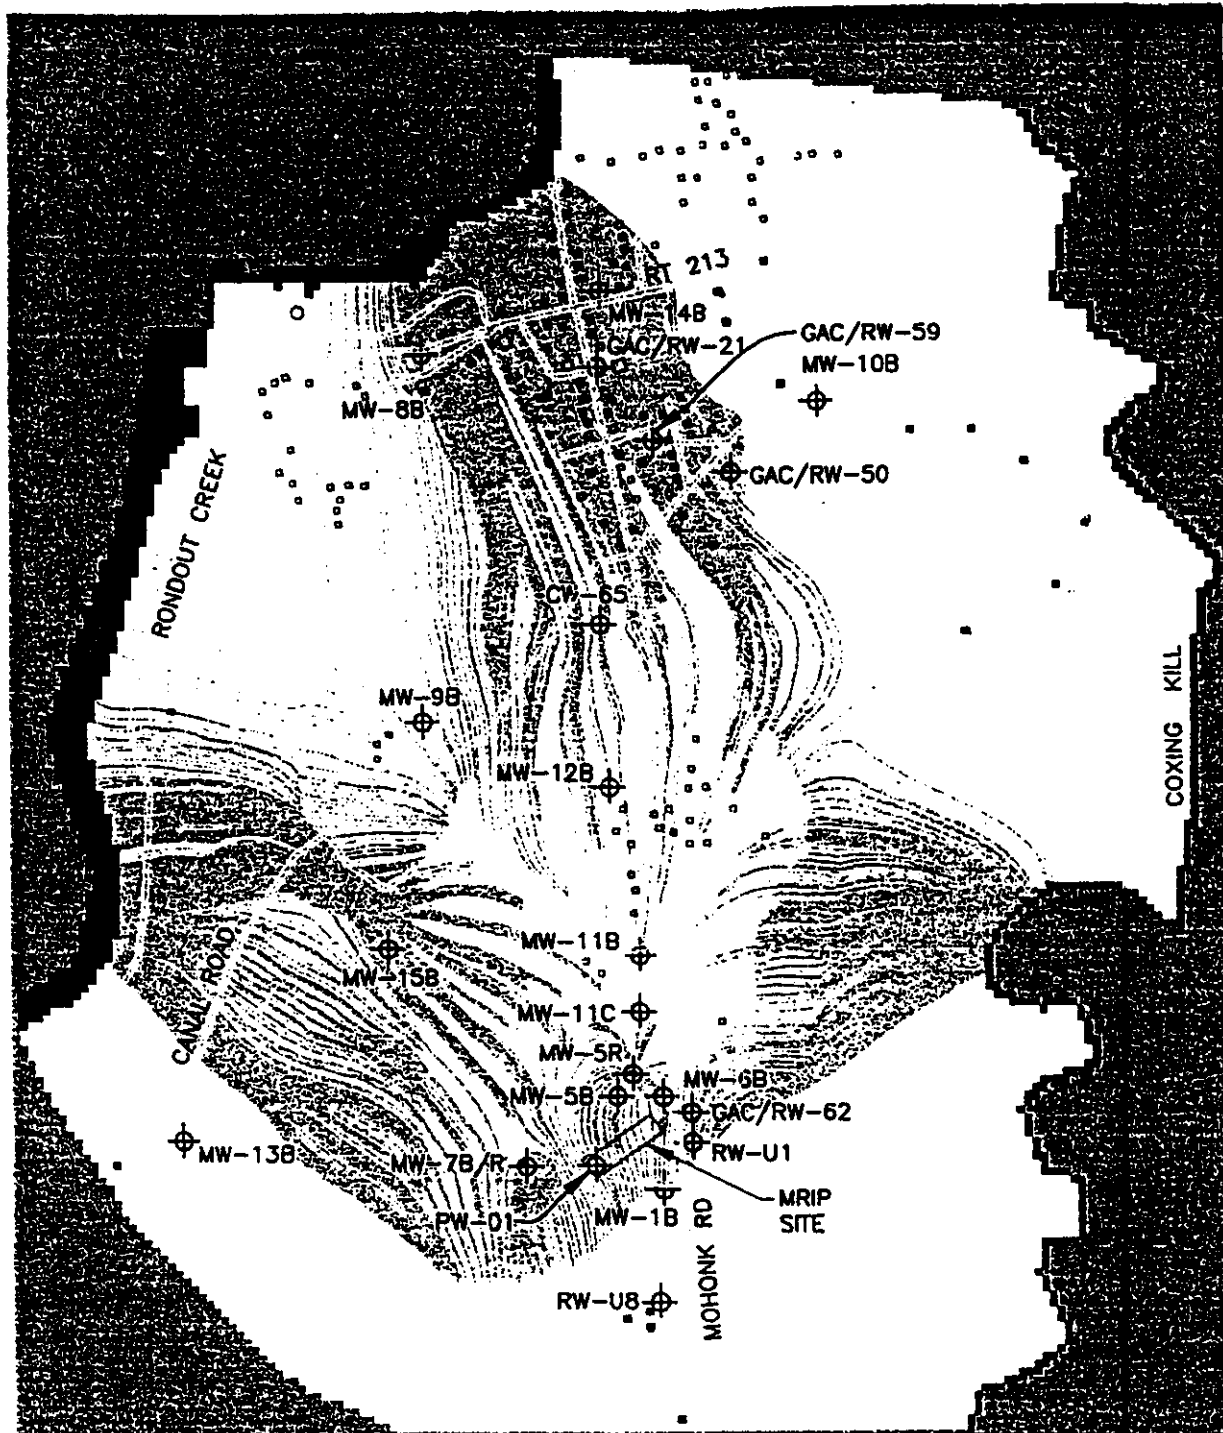 RT 213
MW-14B
GAC/RW-21
GAC/RW-59
MW-10B
MW-8B
GAC/RW-50
RONDOUT CREEK
CW-65
MW-9B
COXING KILL
MW-12B
CANAL ROAD
MW-15B
MW-11B
MW-11C
MW-5R
MW-6B
MW-5B
GAC/RW-62
MW-13B
MW-7B/R
RW-U1
PW-01
MW-1B
MRIP
SITE
MOHONK RD
RW-U8